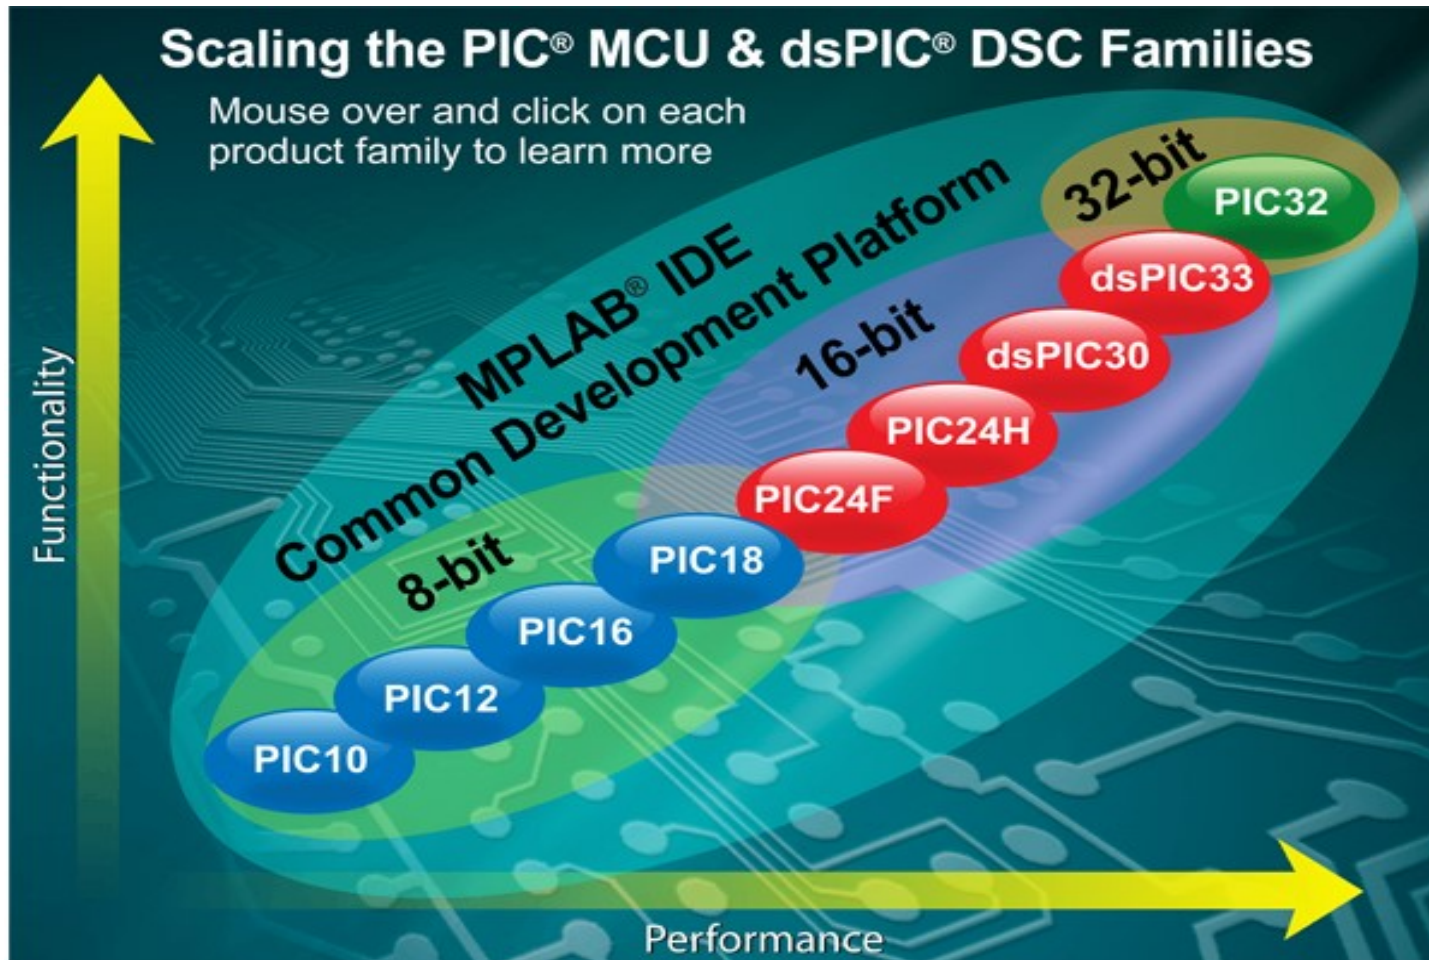 Scaling the PIC® MCU & dsPIC® DSC Families
Mouse over and click on each
product family to learn more
MPLAB® IDE
Common Development Platform
32-bit
PIC32
dsPIC33
16-bit
dsPIC30
PIC24H
PIC24F
8-bit
PIC18
PIC16
PIC12
PIC10
Functionality
Performance